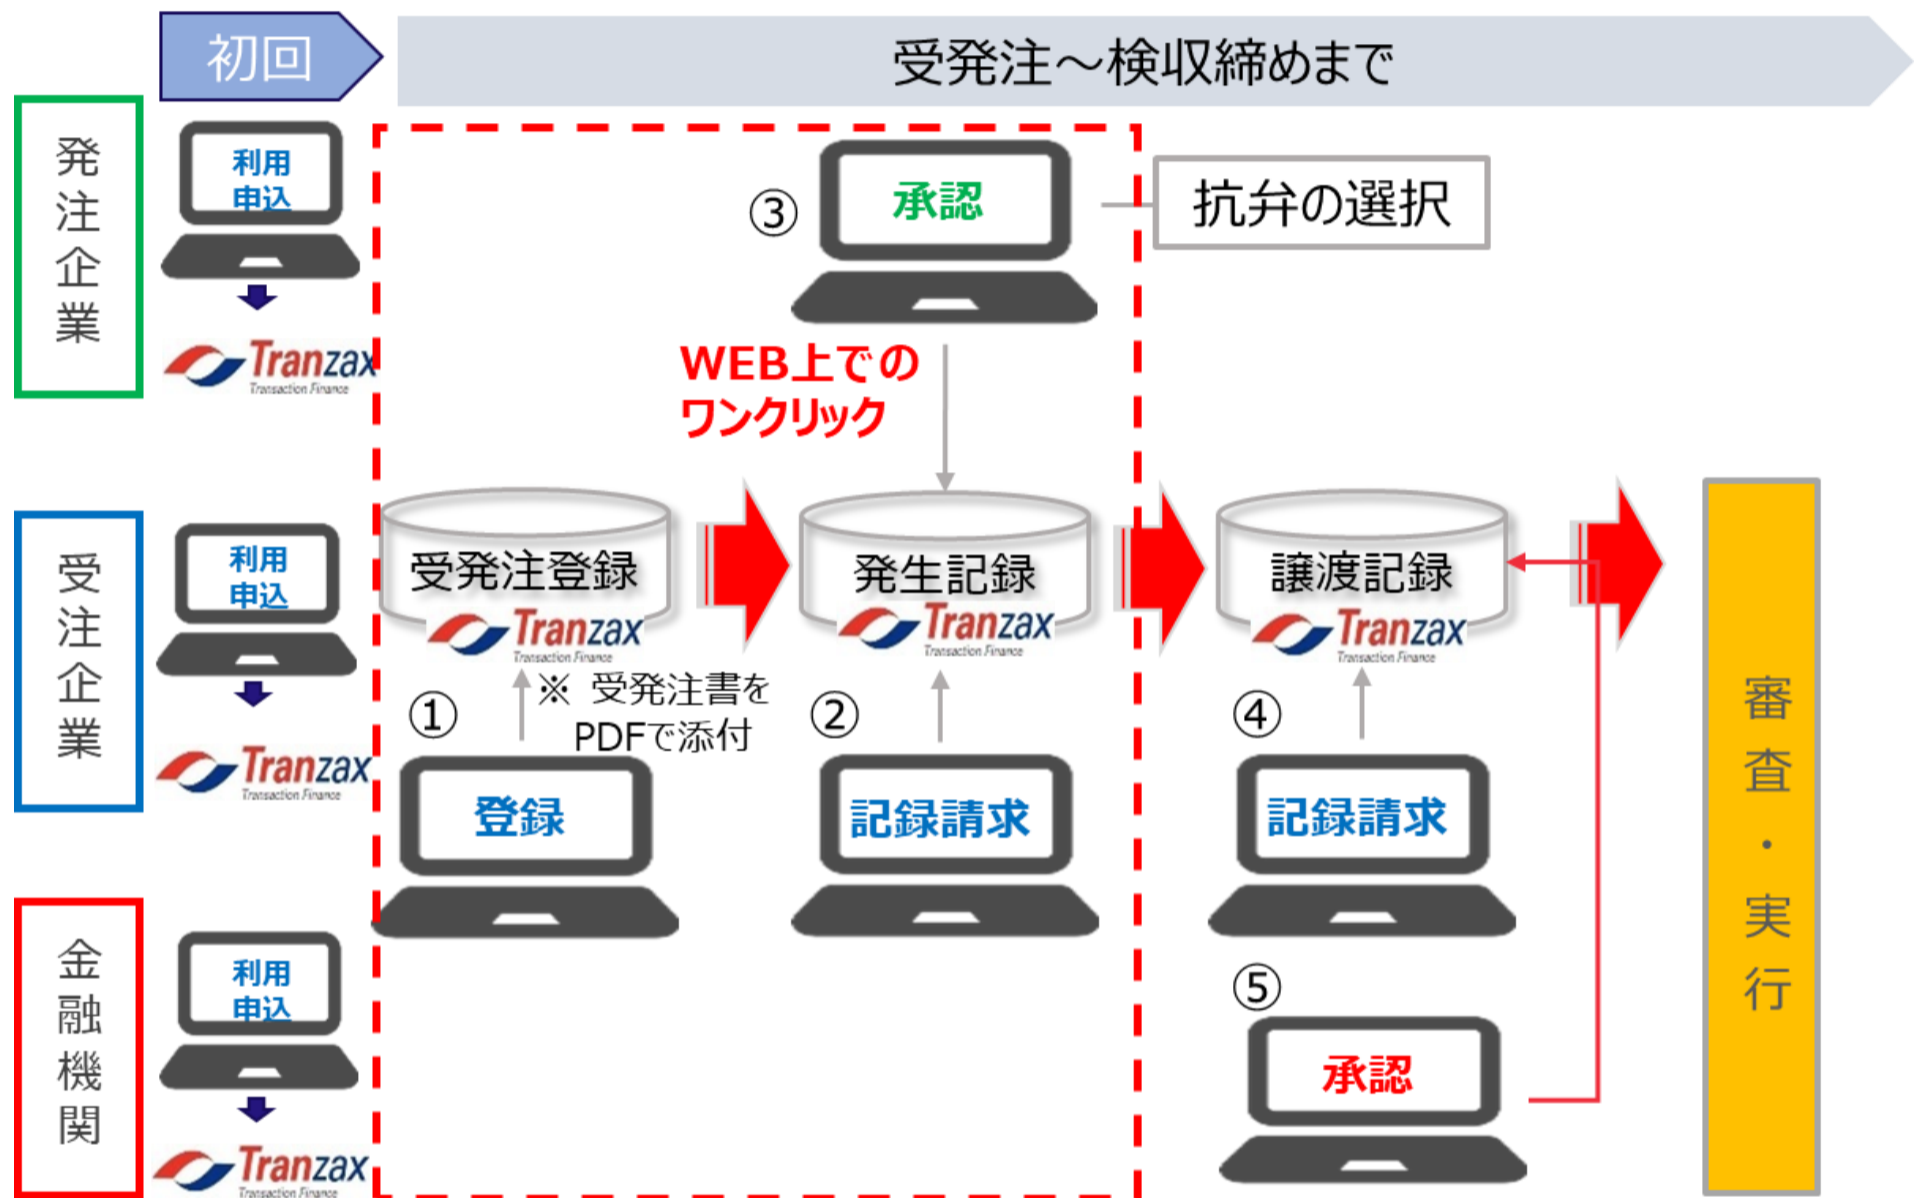 初回
受発注～検収締めまで
発注企業
利用
申込
Tranzax
Transaction Finance
③
承認
抗弁の選択
WEB上での
ワンクリック
受注企業
利用
申込
Tranzax
Transaction Finance
受発注登録
Tranzax
Transaction Finance
発生記録
Tranzax
Transaction Finance
譲渡記録
Tranzax
Transaction Finance
①
※ 受発注書を
PDFで添付
登録
②
記録請求
④
記録請求
金融機関
利用
申込
Tranzax
Transaction Finance
⑤
承認
審査・実行